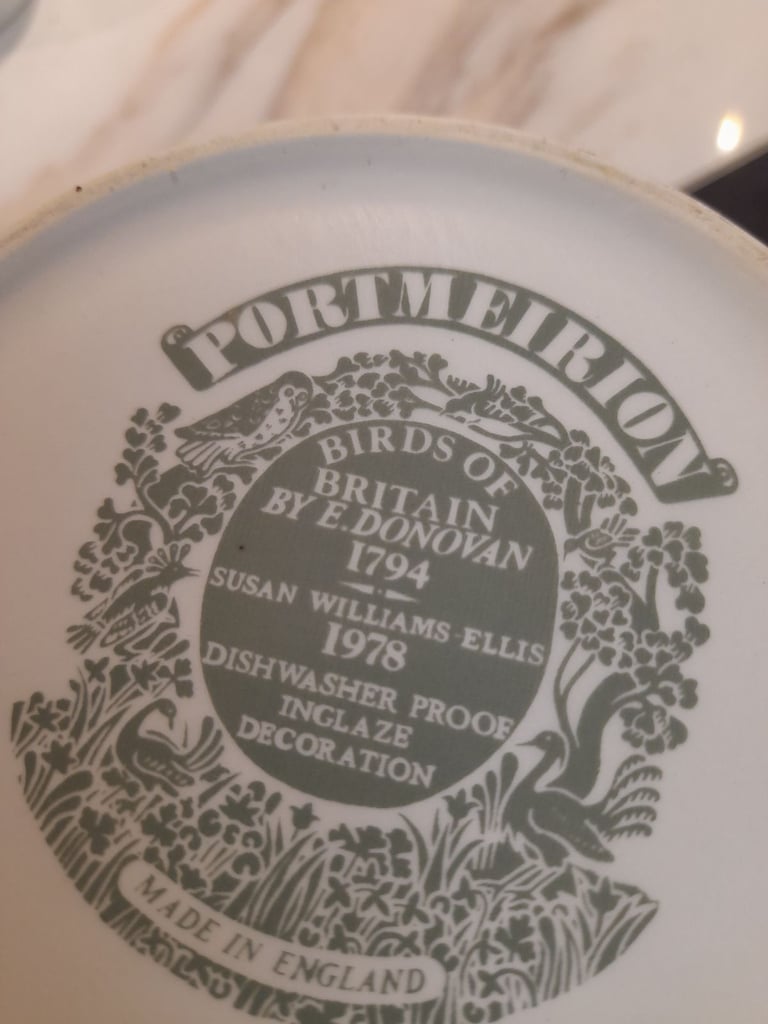 PORTMEIRION
BIRDS OF
BRITAIN
BY E. DONOVAN
1794
SUSAN WILLIAMS-ELLIS
1978
DISHWASHER PROOF
INGLAZE
DECORATION
MADE IN ENGLAND